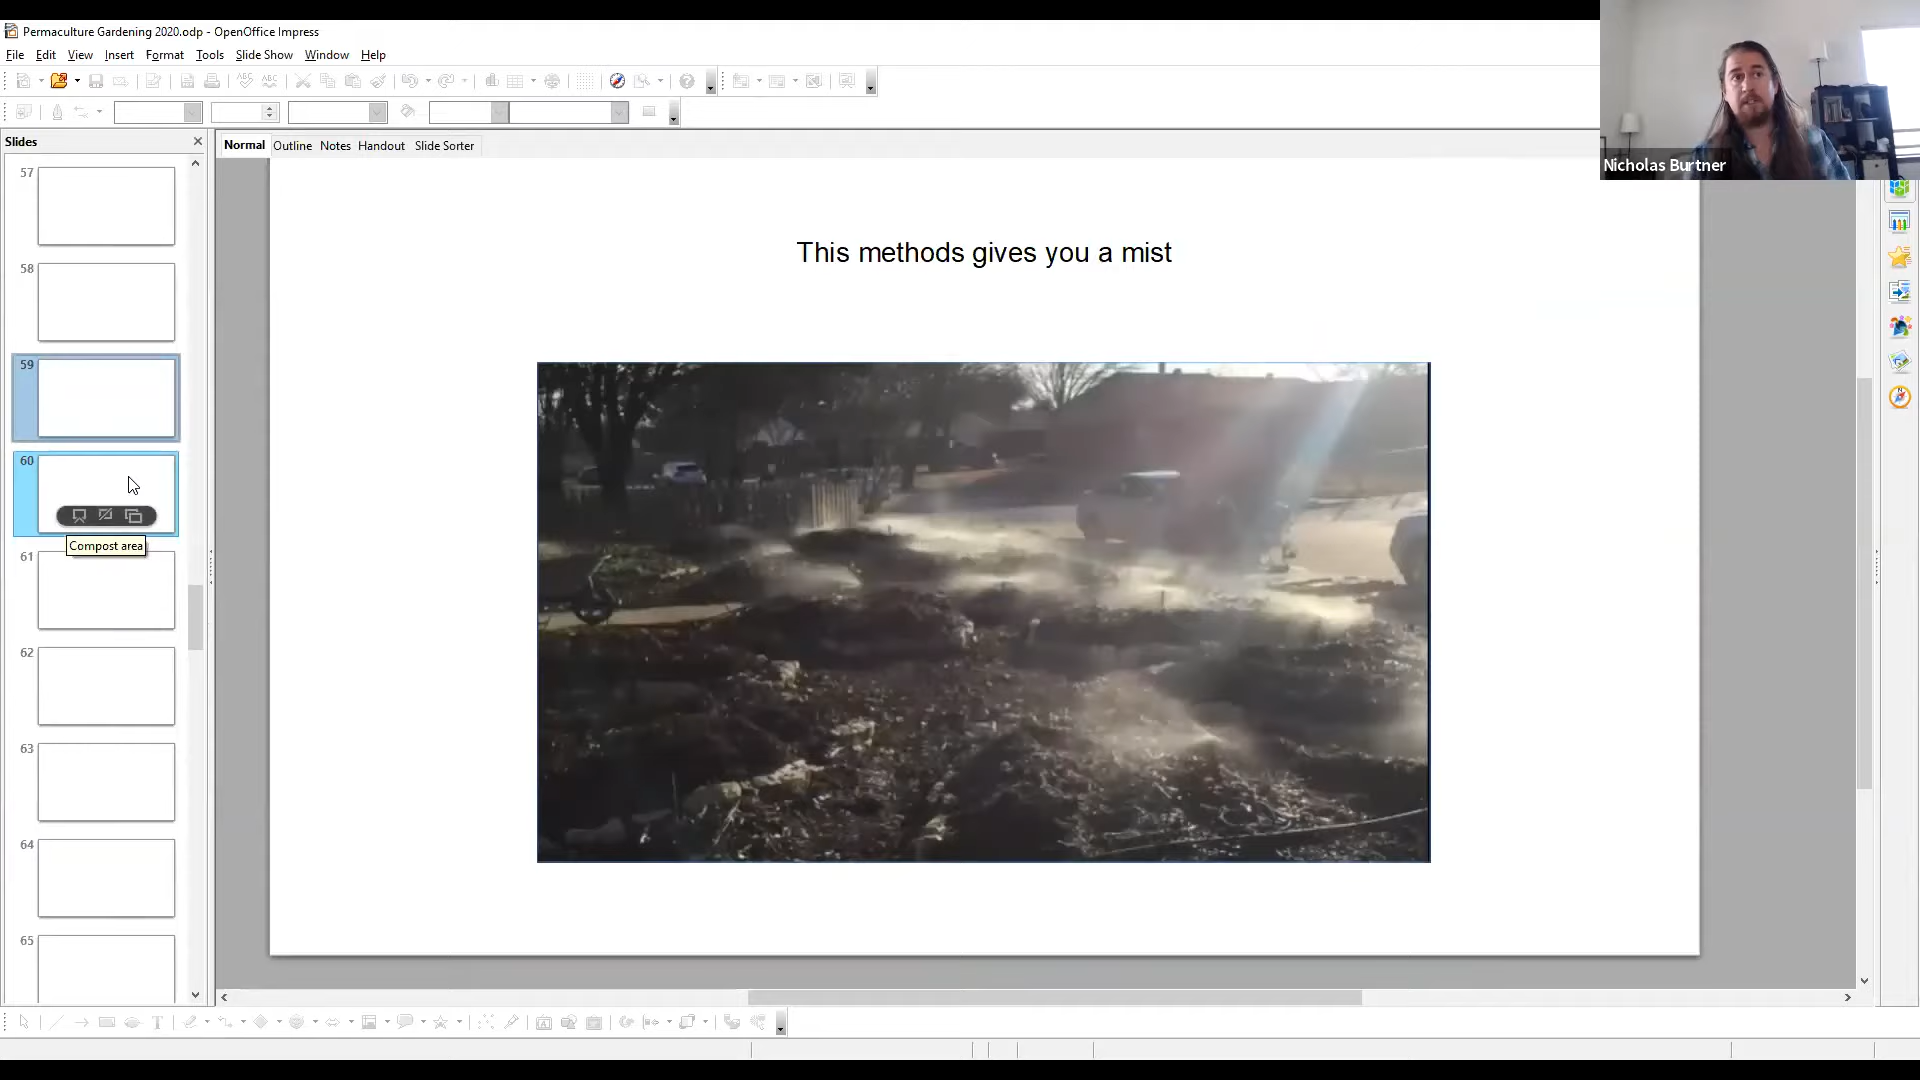 Permaculture Gardening 2020.odp - OpenOffice Impress
File Edit View Insert Format Tools Slide Show Window Help
Slides
Normal Outline Notes Handout Slide Sorter
Nicholas Burtner
57
58
59
60
Compost area
61
62
63
64
65
This methods gives you a mist